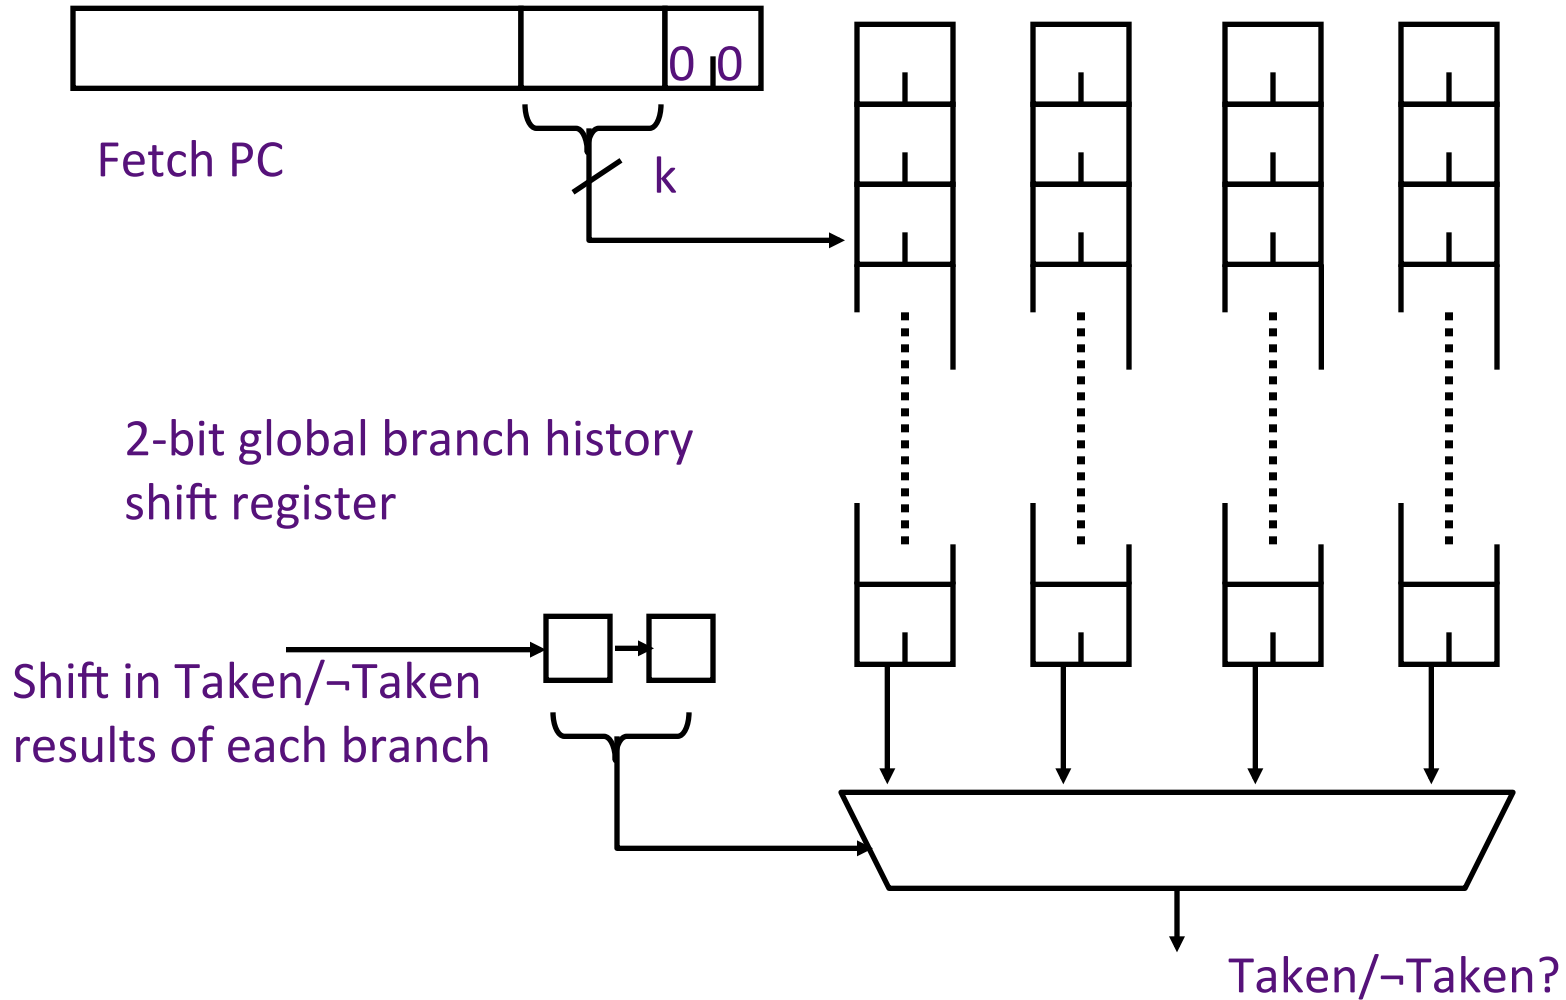 0 0
Fetch PC
k
2-bit global branch history
shift register
Shift in Taken/¬Taken
results of each branch
Taken/¬Taken?